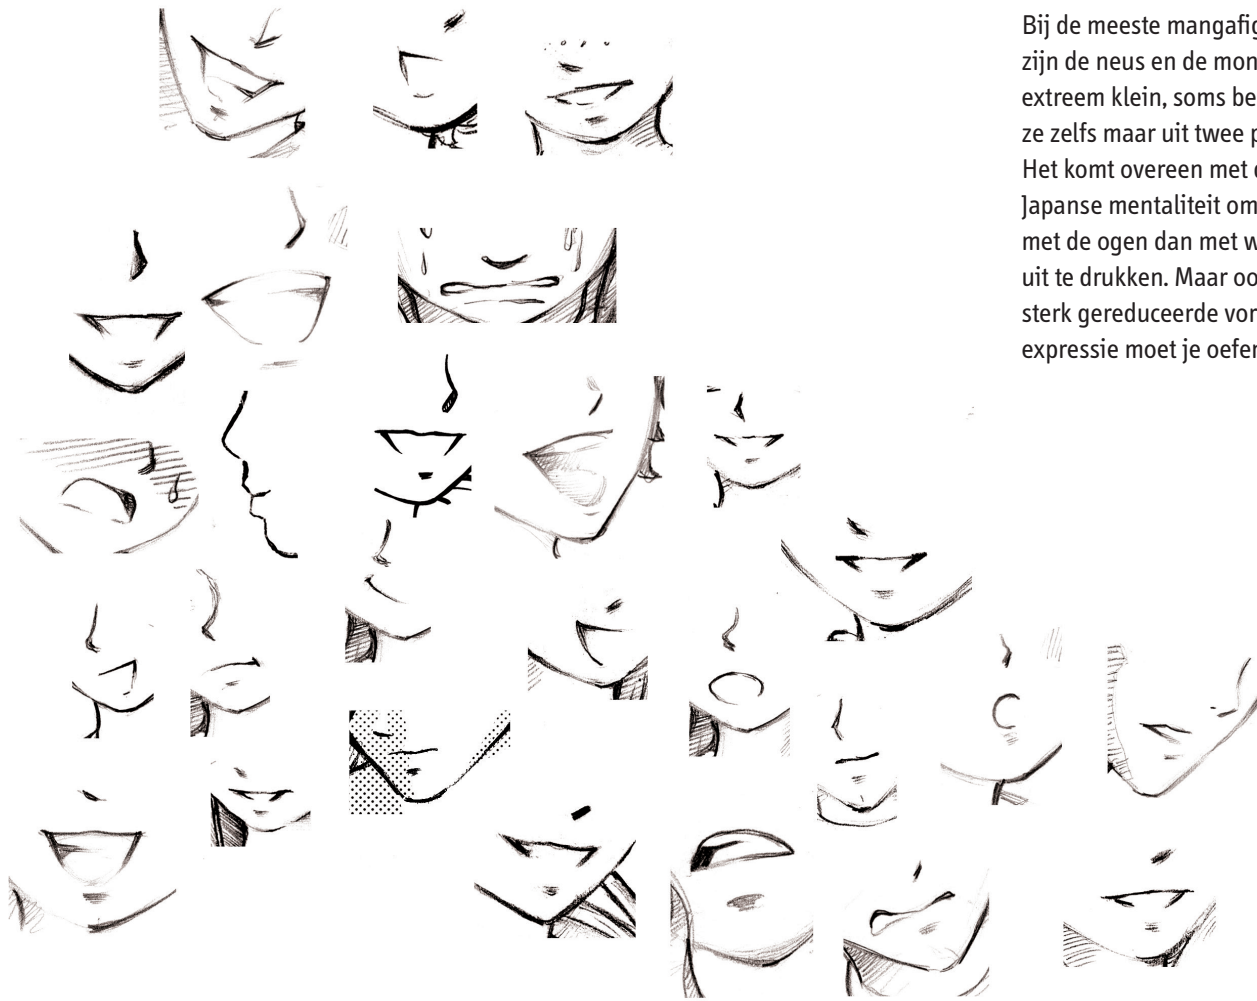 Bij de meeste mangafig
zijn de neus en de mon
extreem klein, soms be
ze zelfs maar uit twee p
Het komt overeen met
Japanse mentaliteit om
met de ogen dan met w
uit te drukken. Maar oo
sterk gereduceerde vor
expressie moet je oefer